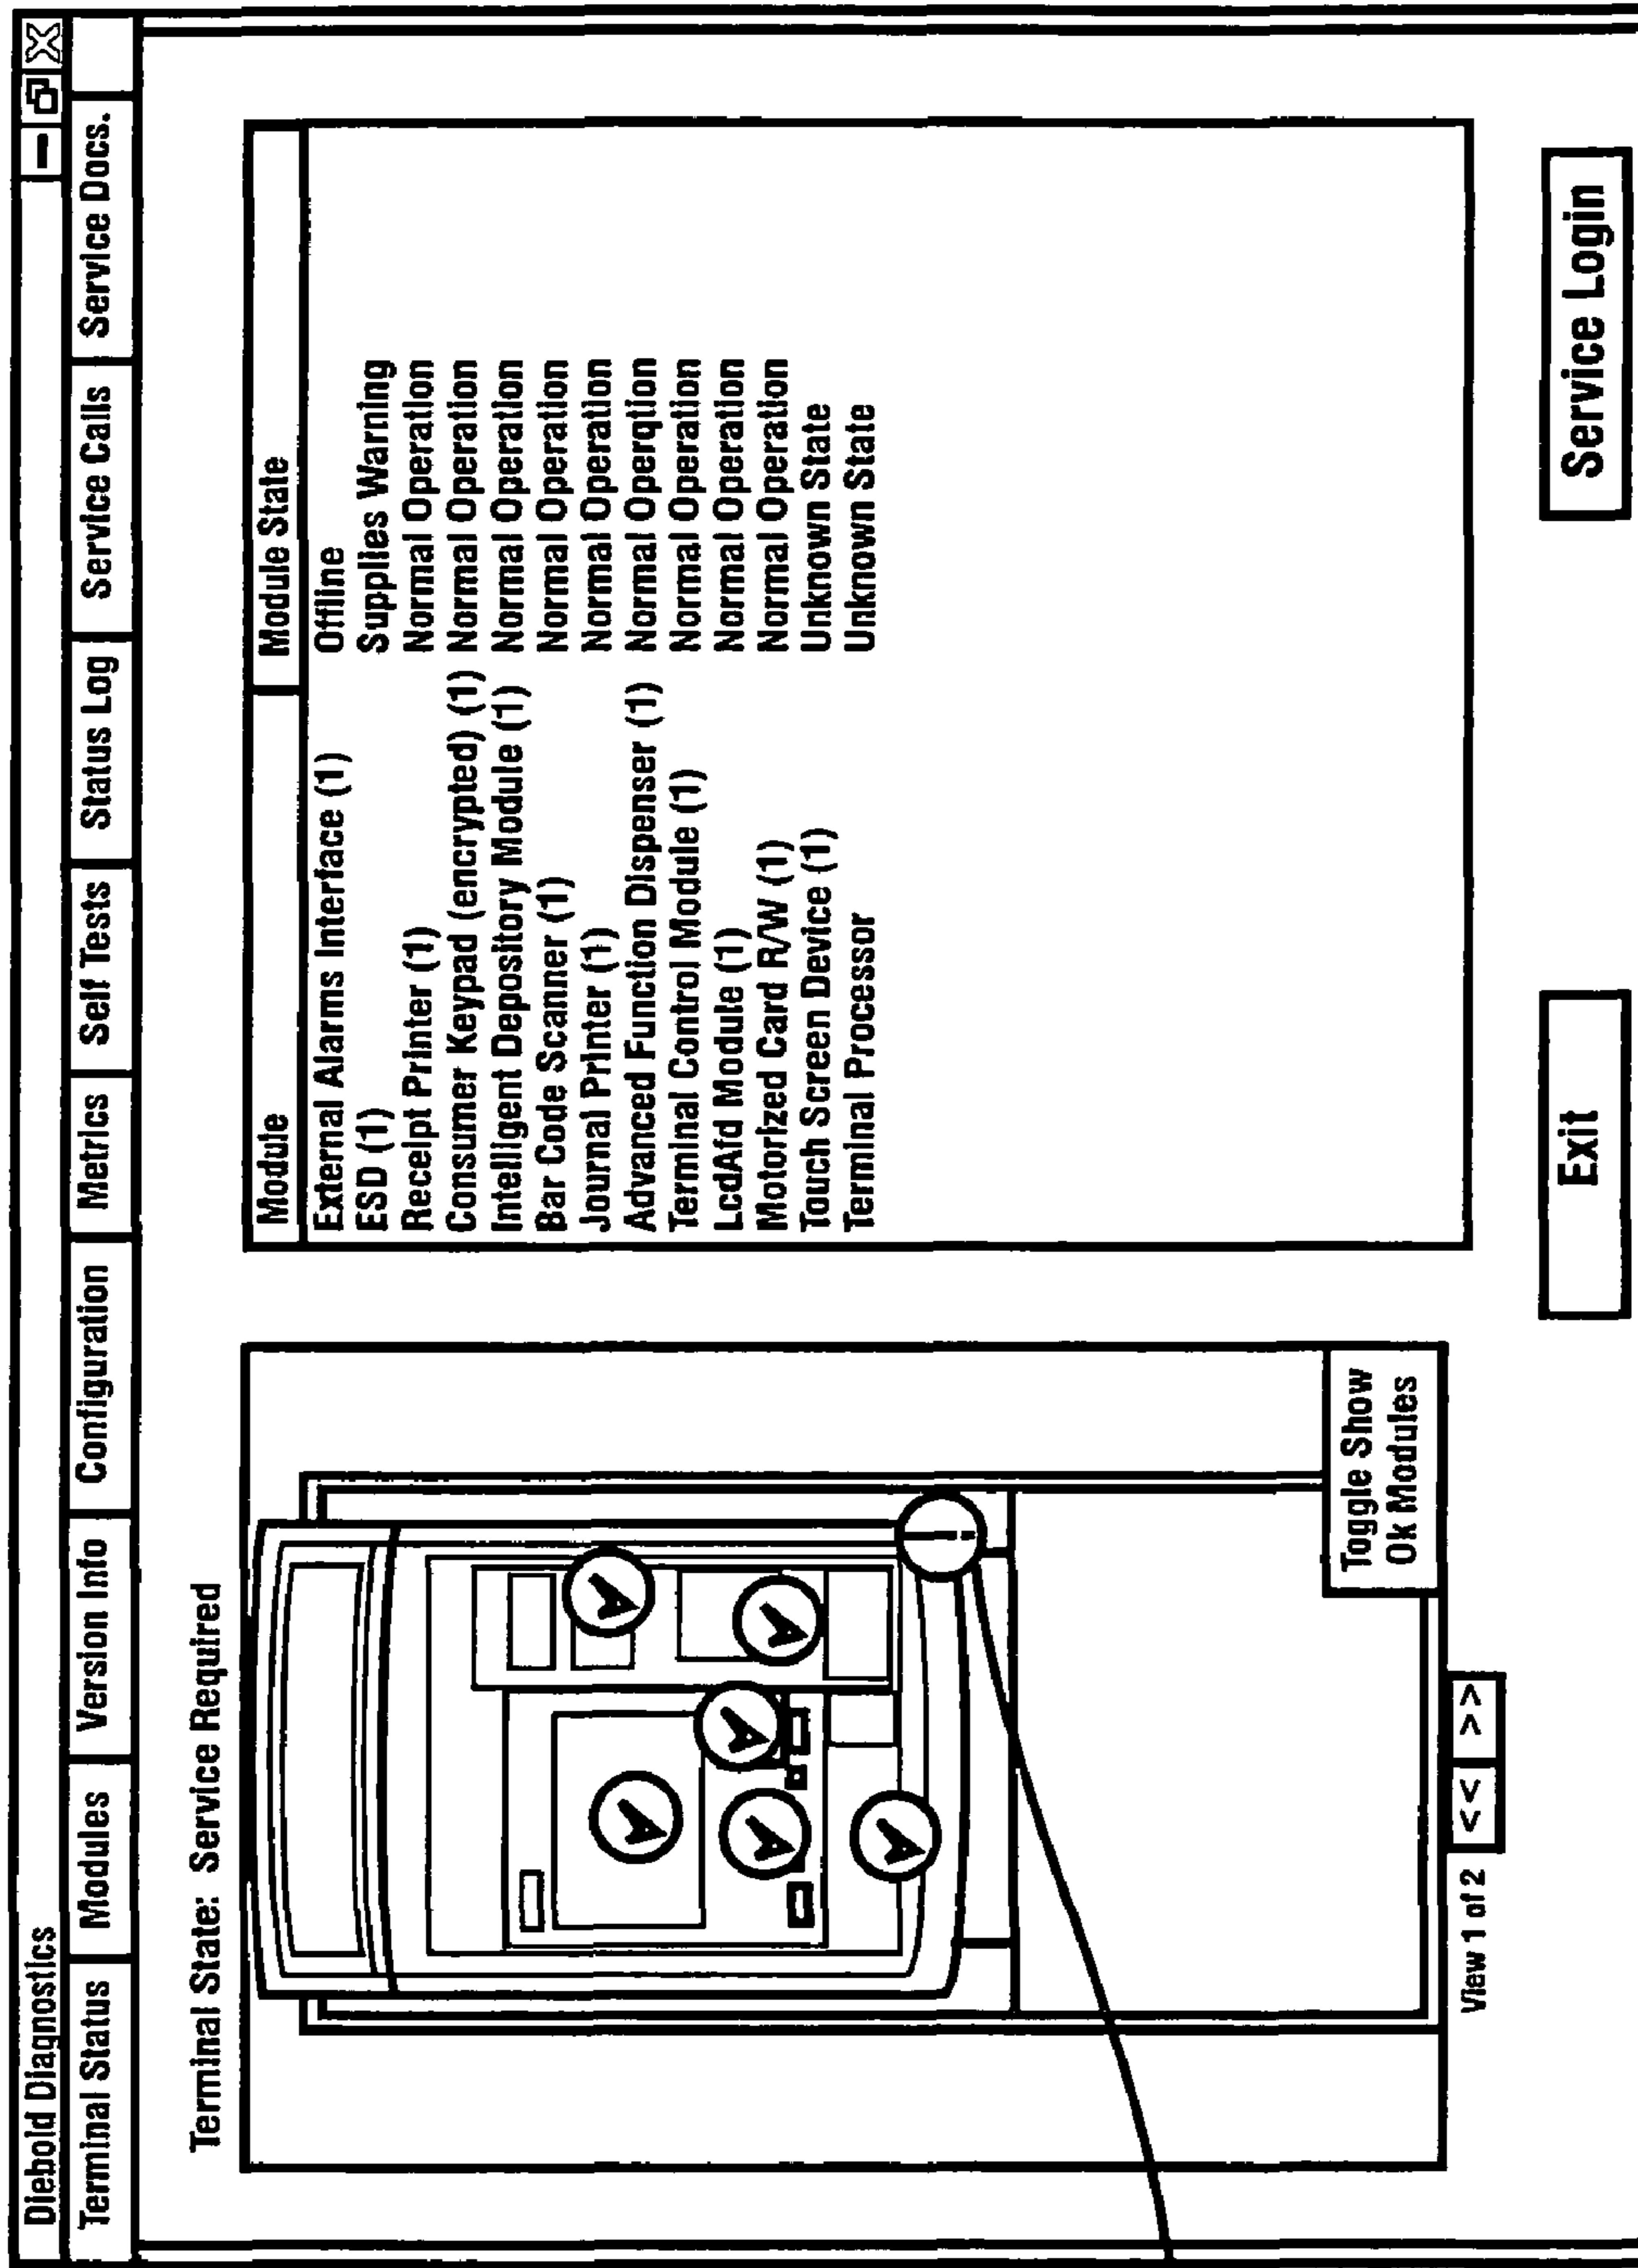 Diebold Diagnostics
Terminal Status Modules Version Info Configuration Metrics Self Tests Status Log Service Calls Service Docs.
Terminal State: Service Required
Toggle Show
Ok Modules
View 1 of 2 << >>
Module Module State
External Alarms Interface (1) Offline
ESD (1) Supplies Warning
Receipt Printer (1) Normal Operation
Consumer Keypad (encrypted) (1) Normal Operation
Intelligent Depository Module (1) Normal Operation
Bar Code Scanner (1) Normal Operation
Journal Printer (1) Normal Operation
Advanced Function Dispenser (1) Normal Operqtion
Terminal Control Module (1) Normal Operation
LcdAfd Module (1) Normal Operation
Motorized Card R/W (1) Normal Operation
Touch Screen Device (1) Unknown State
Terminal Processor Unknown State
Exit Service Login